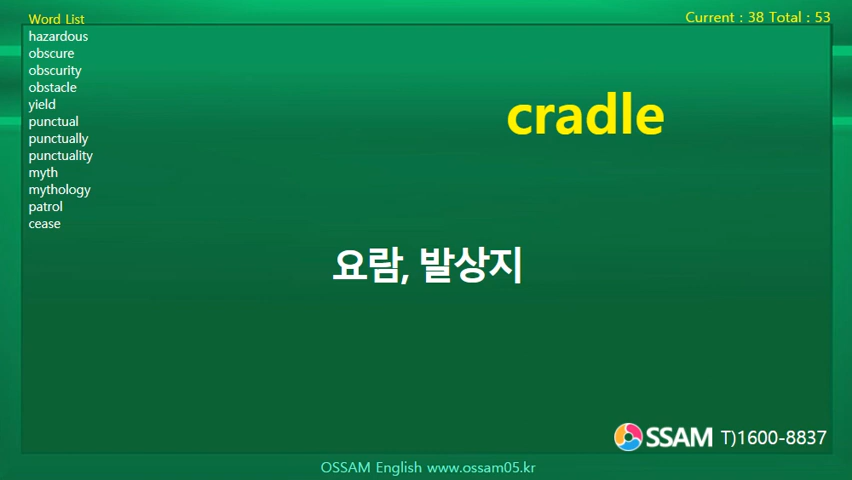 Word List
Current : 38 Total : 53
hazardous
obscure
obscurity
obstacle
yield
punctual
punctually
punctuality
myth
mythology
patrol
cease
cradle
요람, 발상지
SSAM T)1600-8837
OSSAM English www.ossam05.kr